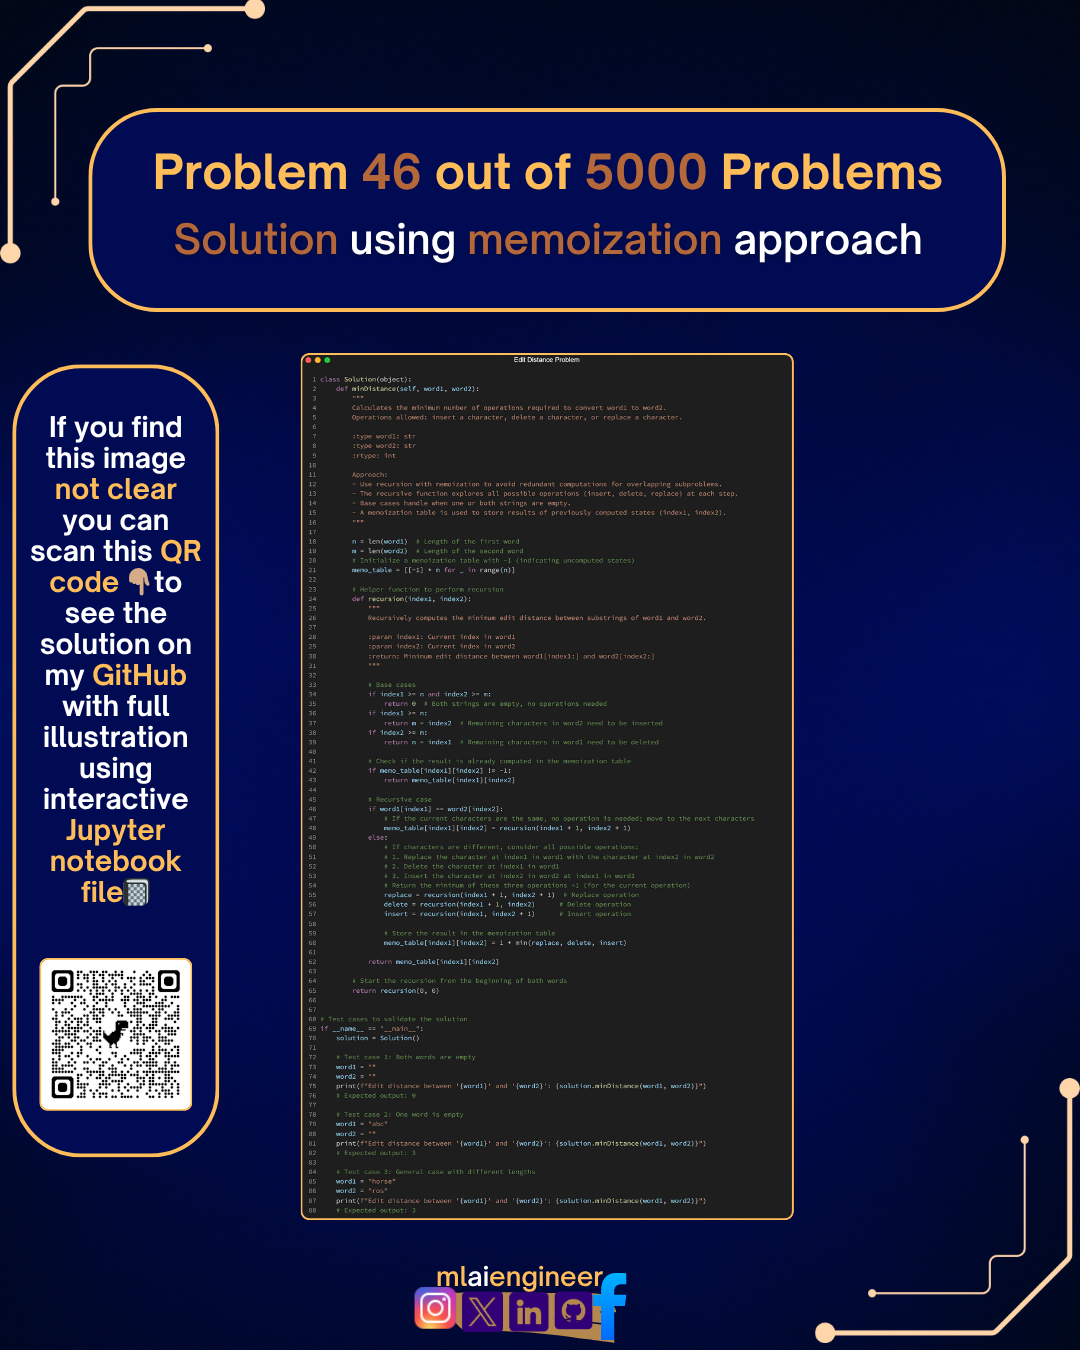 Problem 46 out of 5000 Problems
Solution using memoization approach
If you find
this image
not clear
you can
scan this QR
code 👇🏽to
see the
solution on
my GitHub
with full
illustration
using
interactive
Jupyter
notebook
file
Edit Distance Problem
1 class Solution(object):
2 def minDistance(self, word1, word2):
3 """
4 Calculates the minimum number of operations required to convert word1 to word2.
5 Operations allowed: insert a character, delete a character, or replace a character.
6
7 :type word1: str
8 :type word2: str
9 :rtype: int
10
11 Approach:
12 - Use recursion with memoization to avoid redundant computations for overlapping subproblems.
13 - The recursive function explores all possible operations (insert, delete, replace) at each step.
14 - Base cases handle when one or both strings are empty.
15 - A memoization table is used to store results of previously computed states (index1, index2).
16 """
17
18 n = len(word1) # Length of the first word
19 m = len(word2) # Length of the second word
20 # Initialize a memoization table with -1 (indicating uncomputed states)
21 memo_table = [[-1] * m for _ in range(n)]
22
23 # Helper function to perform recursion
24 def recursion(index1, index2):
25 """
26 Recursively computes the minimum edit distance between substrings of word1 and word2.
27
28 :param index1: Current index in word1
29 :param index2: Current index in word2
30 :return: Minimum edit distance between word1[index1:] and word2[index2:]
31 """
32
33 # Base cases
34 if index1 >= n and index2 >= m:
35 return 0 # Both strings are empty, no operations needed
36 if index1 >= n:
37 return m - index2 # Remaining characters in word2 need to be inserted
38 if index2 >= m:
39 return n - index1 # Remaining characters in word1 need to be deleted
40
41 # Check if the result is already computed in the memoization table
42 if memo_table[index1][index2] != -1:
43 return memo_table[index1][index2]
44
45 # Recursive case
46 if word1[index1] == word2[index2]:
47 # If the current characters are the same, no operation is needed; move to the next characters
48 memo_table[index1][index2] = recursion(index1 + 1, index2 + 1)
49 else:
50 # If characters are different, consider all possible operations:
51 # 1. Replace the character at index1 in word1 with the character at index2 in word2
52 # 2. Delete the character at index1 in word1
53 # 3. Insert the character at index2 in word2 at index1 in word1
54 # Return the minimum of these three operations +1 (for the current operation)
55 replace = recursion(index1 + 1, index2 + 1) # Replace operation
56 delete = recursion(index1 + 1, index2) # Delete operation
57 insert = recursion(index1, index2 + 1) # Insert operation
58
59 # Store the result in the memoization table
60 memo_table[index1][index2] = 1 + min(replace, delete, insert)
61
62 return memo_table[index1][index2]
63
64 # Start the recursion from the beginning of both words
65 return recursion(0, 0)
66
67
68 # Test cases to validate the solution
69 if __name__ == "__main__":
70 solution = Solution()
71
72 # Test case 1: Both words are empty
73 word1 = ""
74 word2 = ""
75 print(f"Edit distance between '{word1}' and '{word2}': {solution.minDistance(word1, word2)}")
76 # Expected output: 0
77
78 # Test case 2: One word is empty
79 word1 = "abc"
80 word2 = ""
81 print(f"Edit distance between '{word1}' and '{word2}': {solution.minDistance(word1, word2)}")
82 # Expected output: 3
83
84 # Test case 3: General case with different lengths
85 word1 = "horse"
86 word2 = "ros"
87 print(f"Edit distance between '{word1}' and '{word2}': {solution.minDistance(word1, word2)}")
88 # Expected output: 3
mlaiengineer